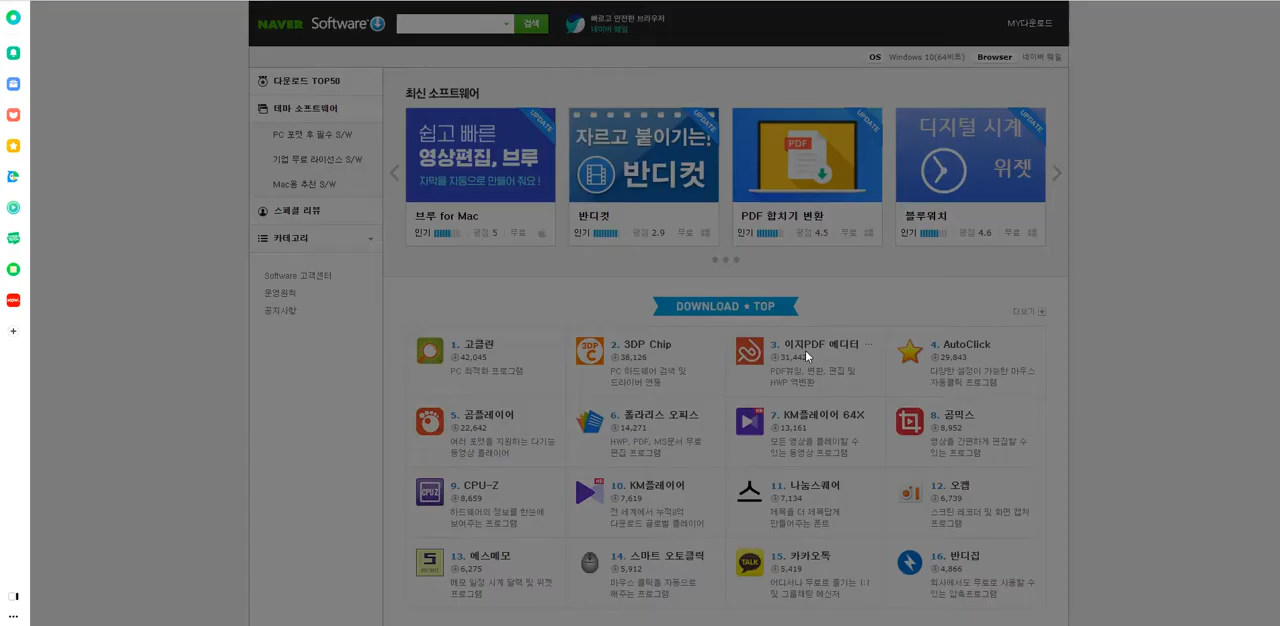 NAVER Software
검색
빠르고 안전한 브라우저
네이버 웨일
MY다운로드
OS Windows 10(64비트) Browser 네이버 웨일
다운로드 TOP50
테마 소프트웨어
PC 포맷 후 필수 S/W
기업 무료 라이선스 S/W
Mac용 추천 S/W
스페셜 리뷰
카테고리
Software 고객센터
운영원칙
공지사항
최신 소프트웨어
UPDATE
쉽고 빠른
영상편집, 브루
자막을 자동으로 만들어 줘요!
브루 for Mac
인기 평점 5 무료
UPDATE
자르고 붙이기는!
반디컷
반디컷
인기 평점 2.9 무료
UPDATE
PDF
PDF 합치기 변환
인기 평점 4.5 무료
UPDATE
디지털 시계
위젯
블루워치
인기 평점 4.6 무료
DOWNLOAD ★ TOP
더보기
1. 고클린
42,045
PC 최적화 프로그램
3DP
C
2. 3DP Chip
38,126
PC 하드웨어 검색 및
드라이버 연동
3. 이지PDF 에디터 ...
31,442
PDF뷰잉, 변환, 편집 및
HWP 역변환
4. AutoClick
29,843
다양한 설정이 가능한 마우스
자동클릭 프로그램
5. 곰플레이어
22,642
여러 포맷을 지원하는 다기능
동영상 플레이어
6. 폴라리스 오피스
14,271
HWP, PDF, MS문서 무료
편집 프로그램
7. KM플레이어 64X
13,161
모든 영상을 플레이할 수
있는 동영상 프로그램
8. 곰믹스
8,952
영상을 간편하게 편집할 수
있는 프로그램
CPU-Z
9. CPU-Z
8,659
하드웨어의 정보를 한눈에
보여주는 프로그램
10. KM플레이어
7,619
전 세계에서 누적8억
다운로드 글로벌 플레이어
11. 나눔스퀘어
7,134
제목을 더 제목답게
만들어주는 폰트
12. 오캠
6,739
스크린 레코더 및 화면 캡처
프로그램
13. 에스메모
6,275
메모 일정 시계 달력 및 위젯
프로그램
14. 스마트 오토클릭
5,912
마우스 클릭을 자동으로
해주는 프로그램
TALK
15. 카카오톡
5,419
어디서나 무료로 즐기는 1:1
및 그룹채팅 메신저
16. 반디집
4,866
회사에서도 무료로 사용할 수
있는 압축프로그램